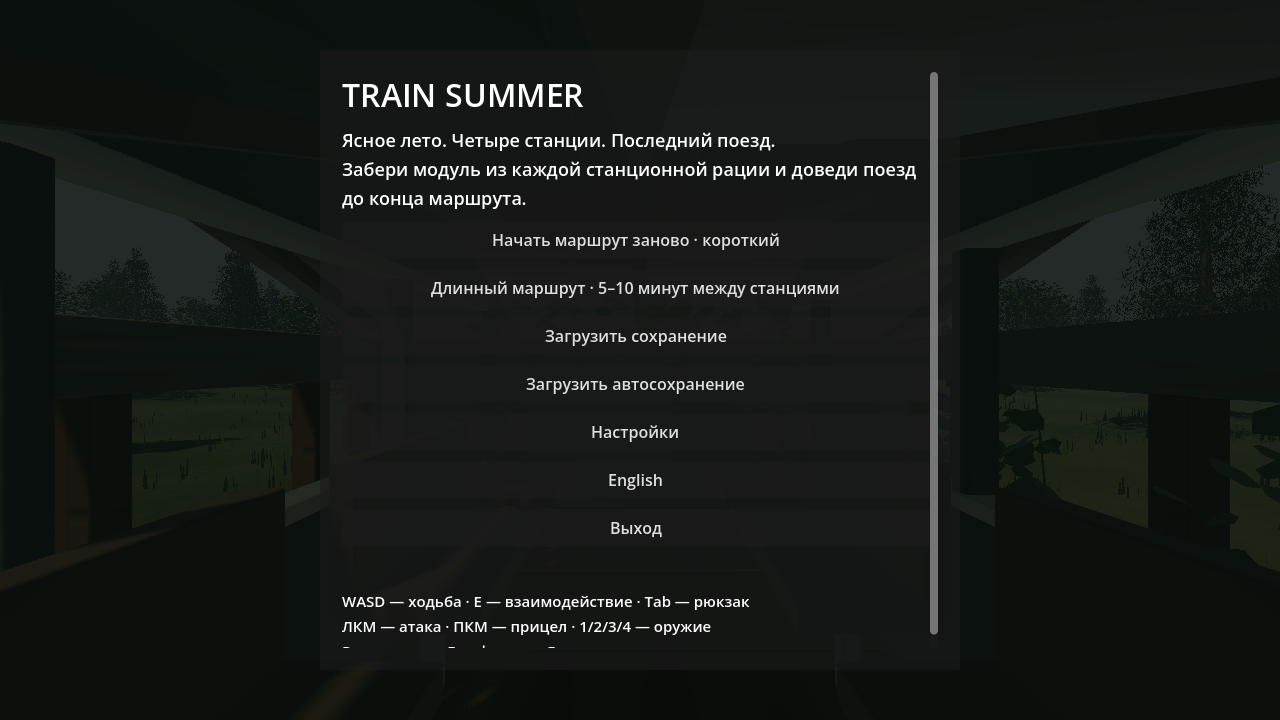 TRAIN SUMMER
Ясное лето. Четыре станции. Последний поезд.
Забери модуль из каждой станционной рации и доведи поезд
до конца маршрута.
Начать маршрут заново · короткий
Длинный маршрут · 5–10 минут между станциями
Загрузить сохранение
Загрузить автосохранение
Настройки
English
Выход
WASD — ходьба · E — взаимодействие · Tab — рюкзак
ЛКМ — атака · ПКМ — прицел · 1/2/3/4 — оружие